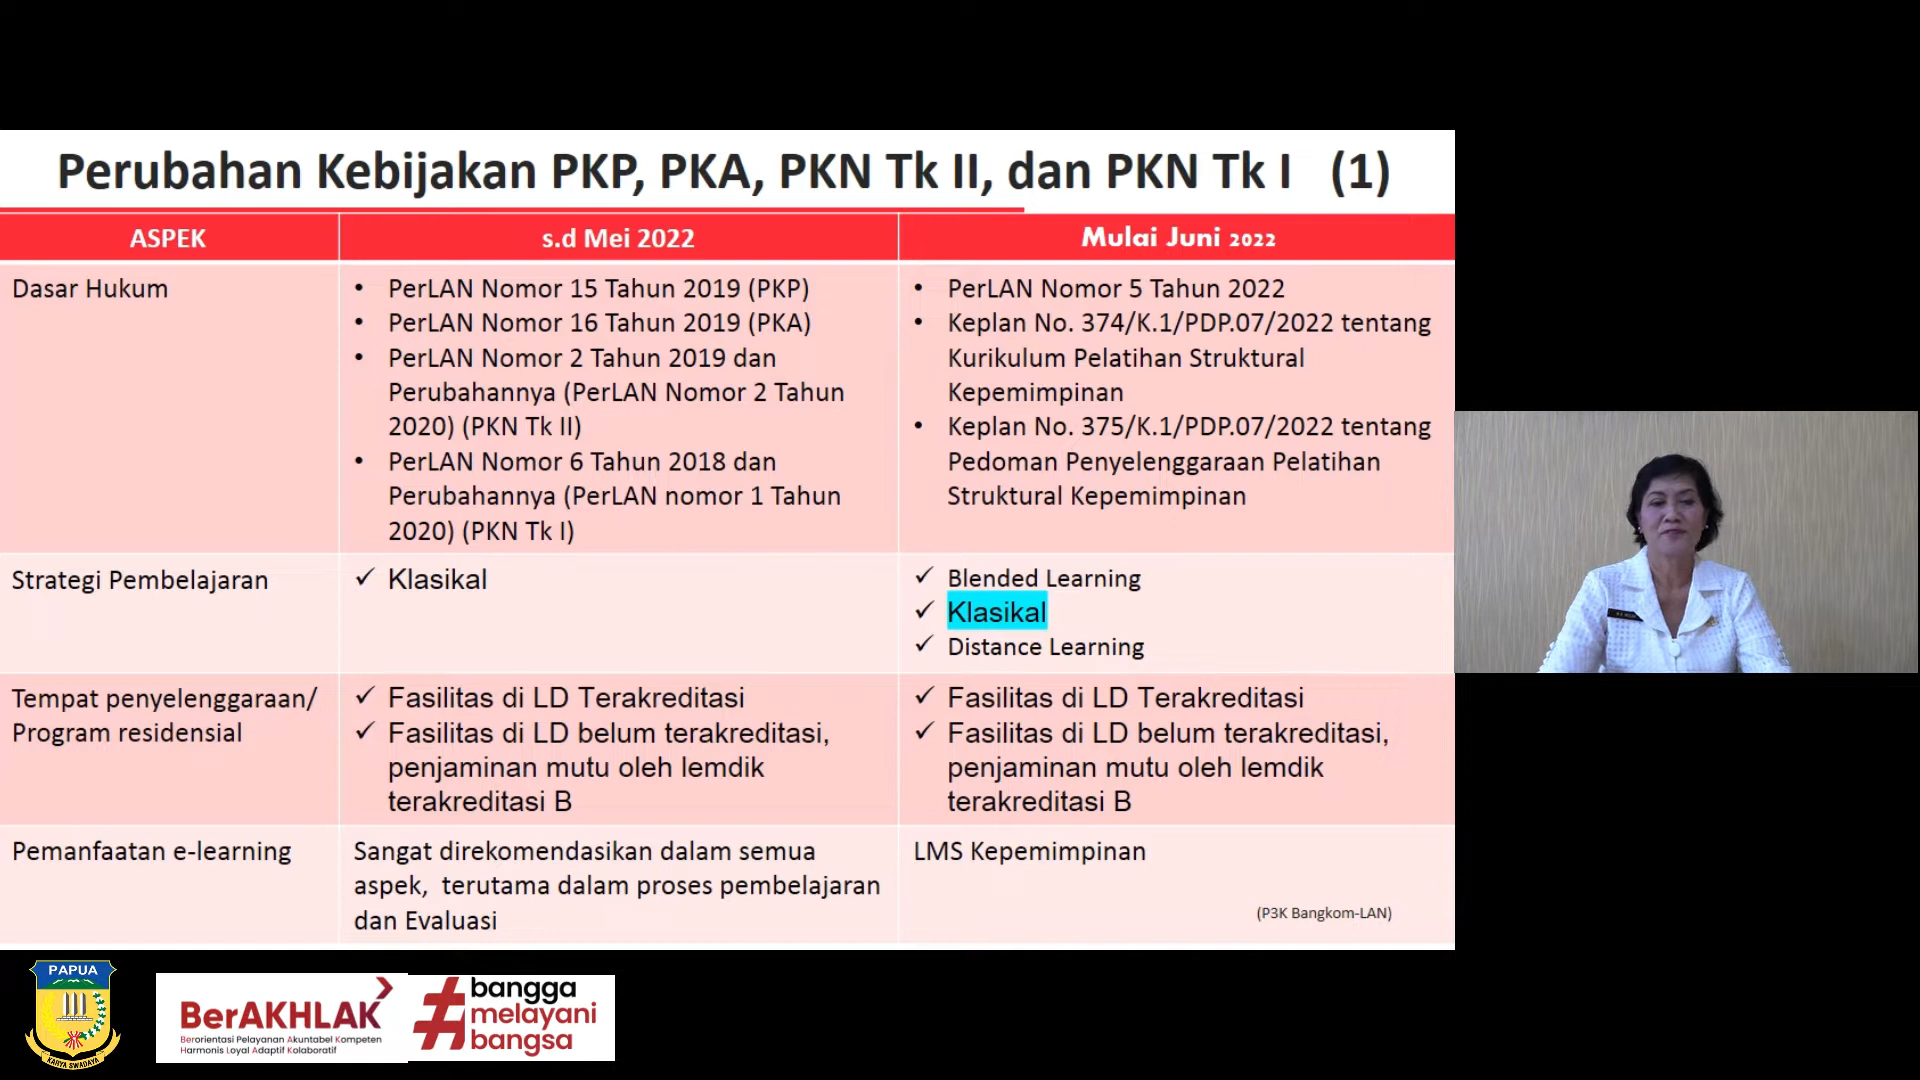 Perubahan Kebijakan PKP, PKA, PKN Tk II, dan PKN Tk I (1)
ASPEK
s.d Mei 2022
Mulai Juni 2022
Dasar Hukum
• PerLAN Nomor 15 Tahun 2019 (PKP)
• PerLAN Nomor 16 Tahun 2019 (PKA)
• PerLAN Nomor 2 Tahun 2019 dan
Perubahannya (PerLAN Nomor 2 Tahun
2020) (PKN Tk II)
• PerLAN Nomor 6 Tahun 2018 dan
Perubahannya (PerLAN nomor 1 Tahun
2020) (PKN Tk I)
• PerLAN Nomor 5 Tahun 2022
• Keplan No. 374/K.1/PDP.07/2022 tentang
Kurikulum Pelatihan Struktural
Kepemimpinan
• Keplan No. 375/K.1/PDP.07/2022 tentang
Pedoman Penyelenggaraan Pelatihan
Struktural Kepemimpinan
Strategi Pembelajaran
✓ Klasikal
✓ Blended Learning
✓ Klasikal
✓ Distance Learning
Tempat penyelenggaraan/
Program residensial
✓ Fasilitas di LD Terakreditasi
✓ Fasilitas di LD belum terakreditasi,
penjaminan mutu oleh lemdik
terakreditasi B
✓ Fasilitas di LD Terakreditasi
✓ Fasilitas di LD belum terakreditasi,
penjaminan mutu oleh lemdik
terakreditasi B
Pemanfaatan e-learning
Sangat direkomendasikan dalam semua
aspek, terutama dalam proses pembelajaran
dan Evaluasi
LMS Kepemimpinan
(P3K Bangkom-LAN)
PAPUA
KARYA SWADAYA
BerAKHLAK
Berorientasi Pelayanan Akuntabel Kompeten
Harmonis Loyal Adaptif Kolaboratif
#bangga
melayani
bangsa